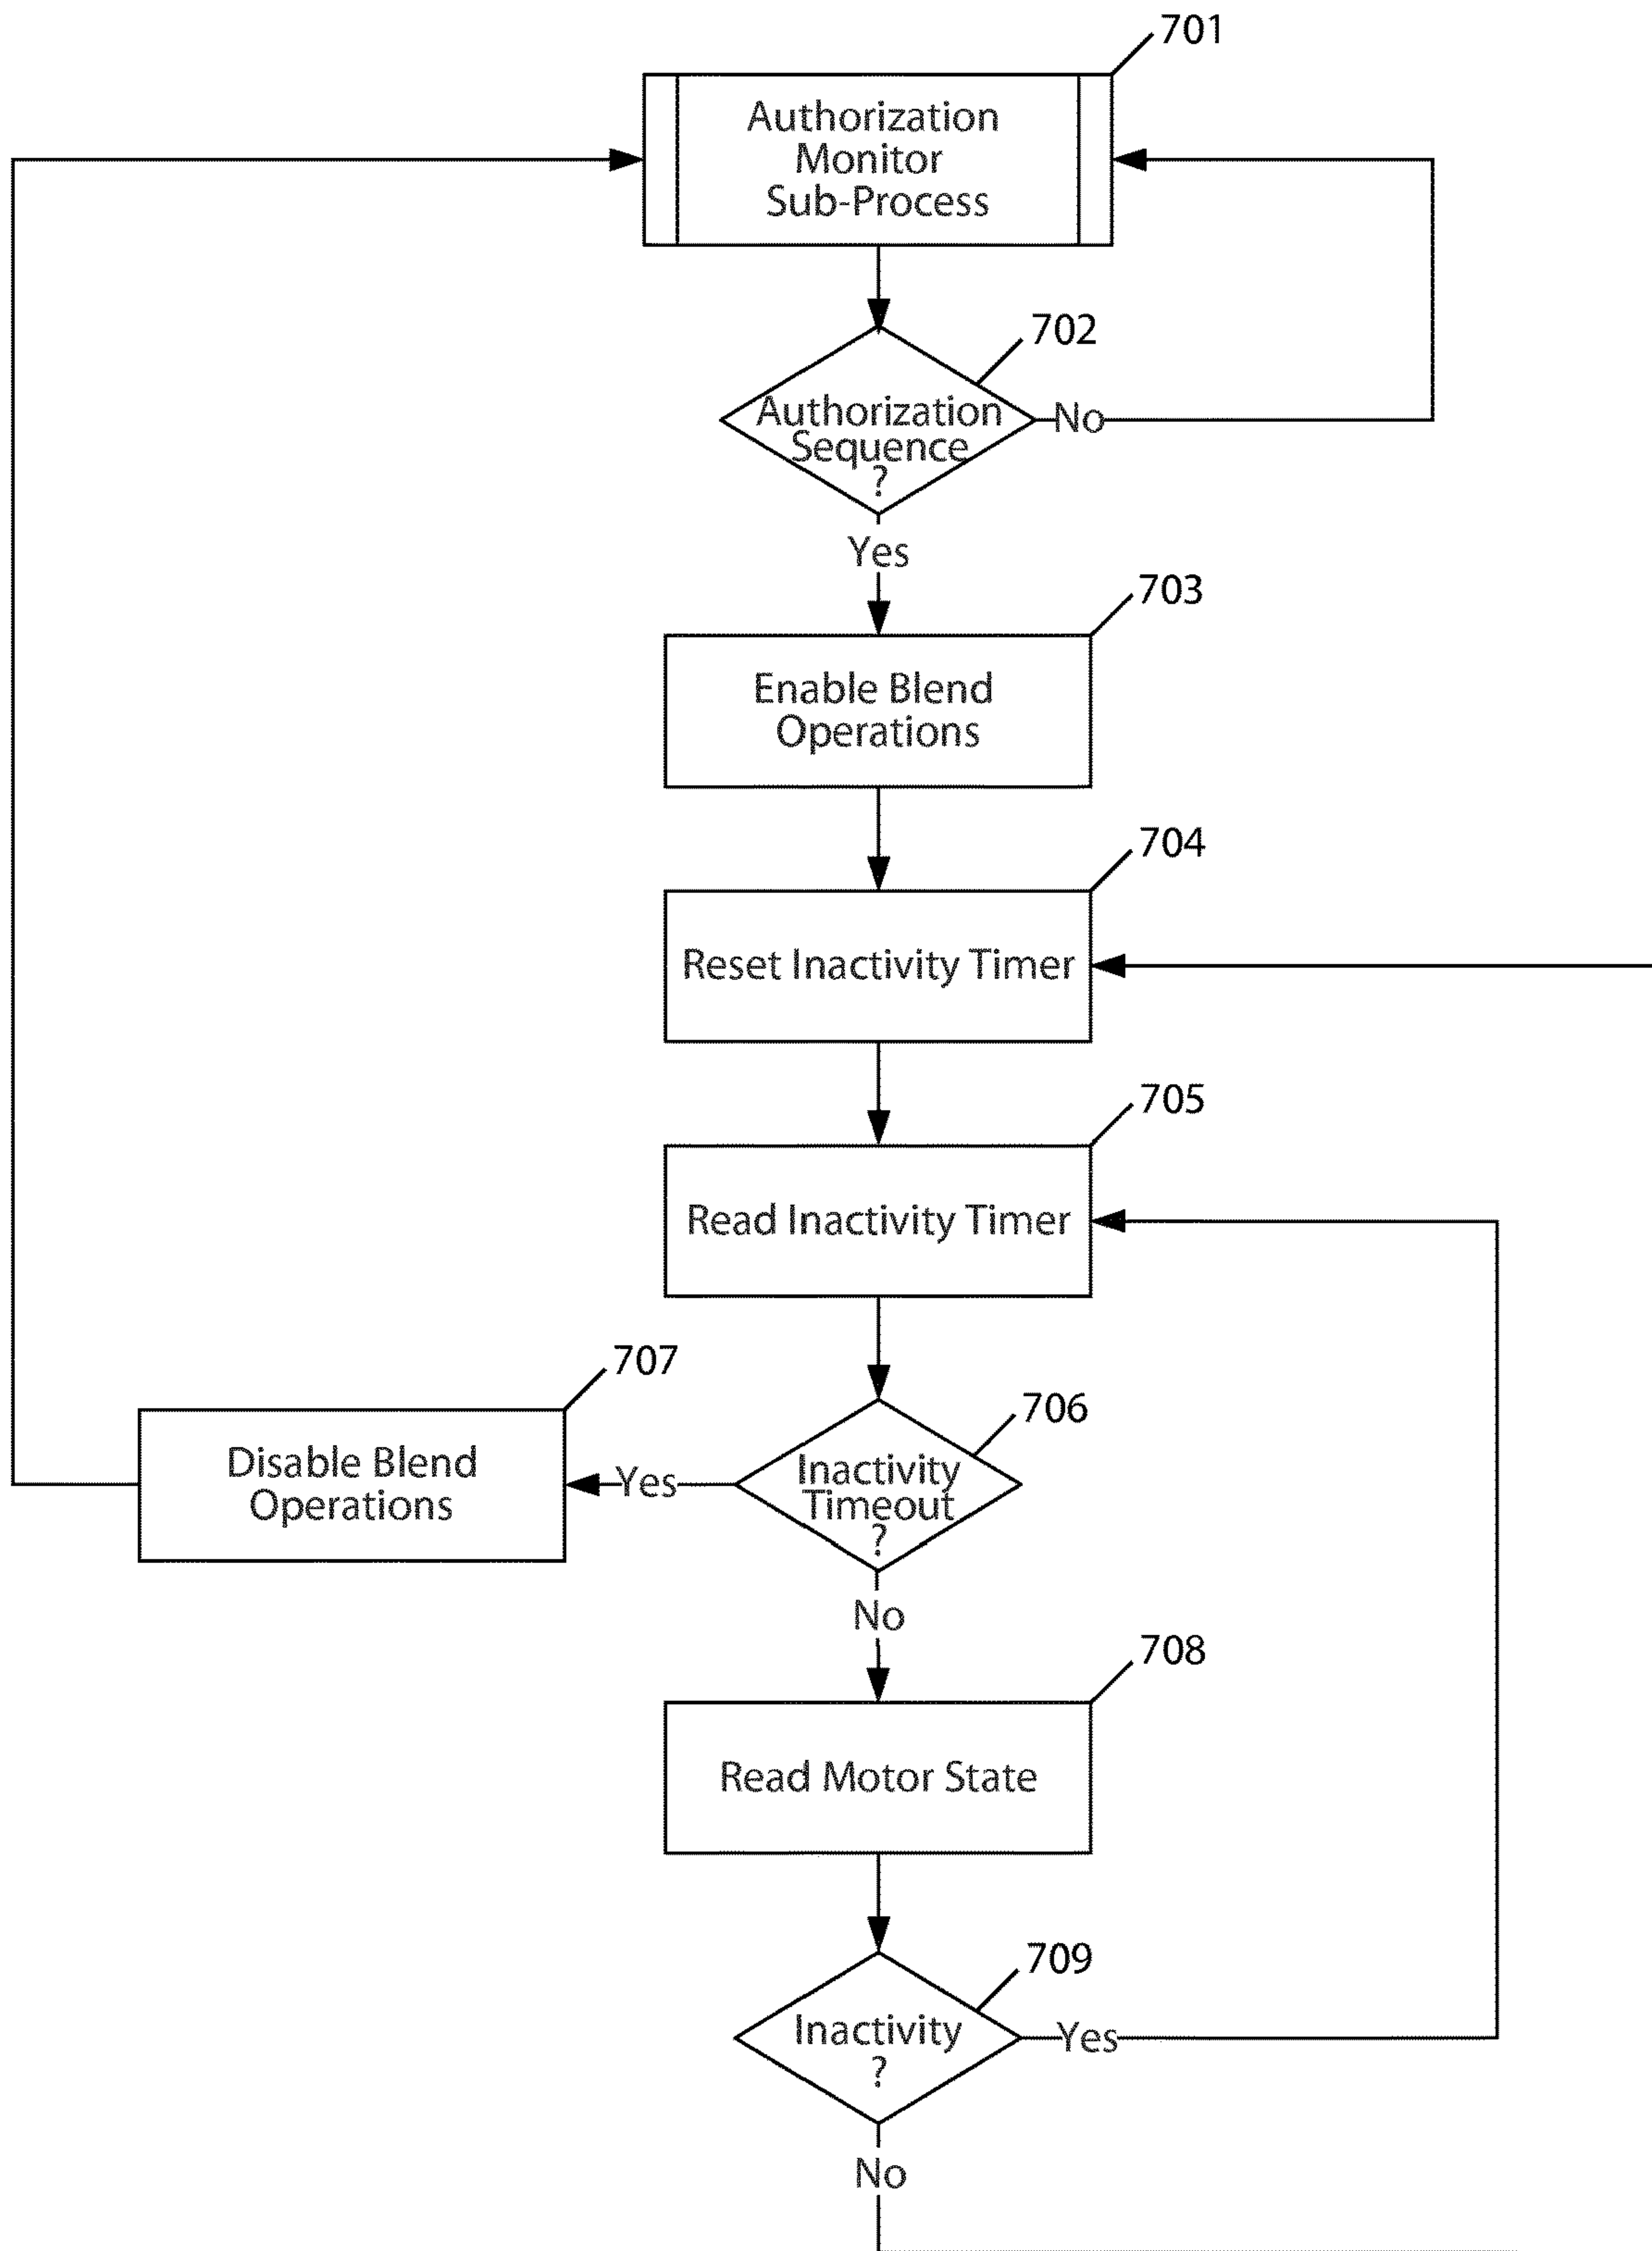 701
Authorization
Monitor
Sub-Process
702
Authorization
Sequence
?
No
Yes
703
Enable Blend
Operations
704
Reset Inactivity Timer
705
Read Inactivity Timer
707
Disable Blend
Operations
706
Inactivity
Timeout
?
Yes
No
708
Read Motor State
709
Inactivity
?
Yes
No